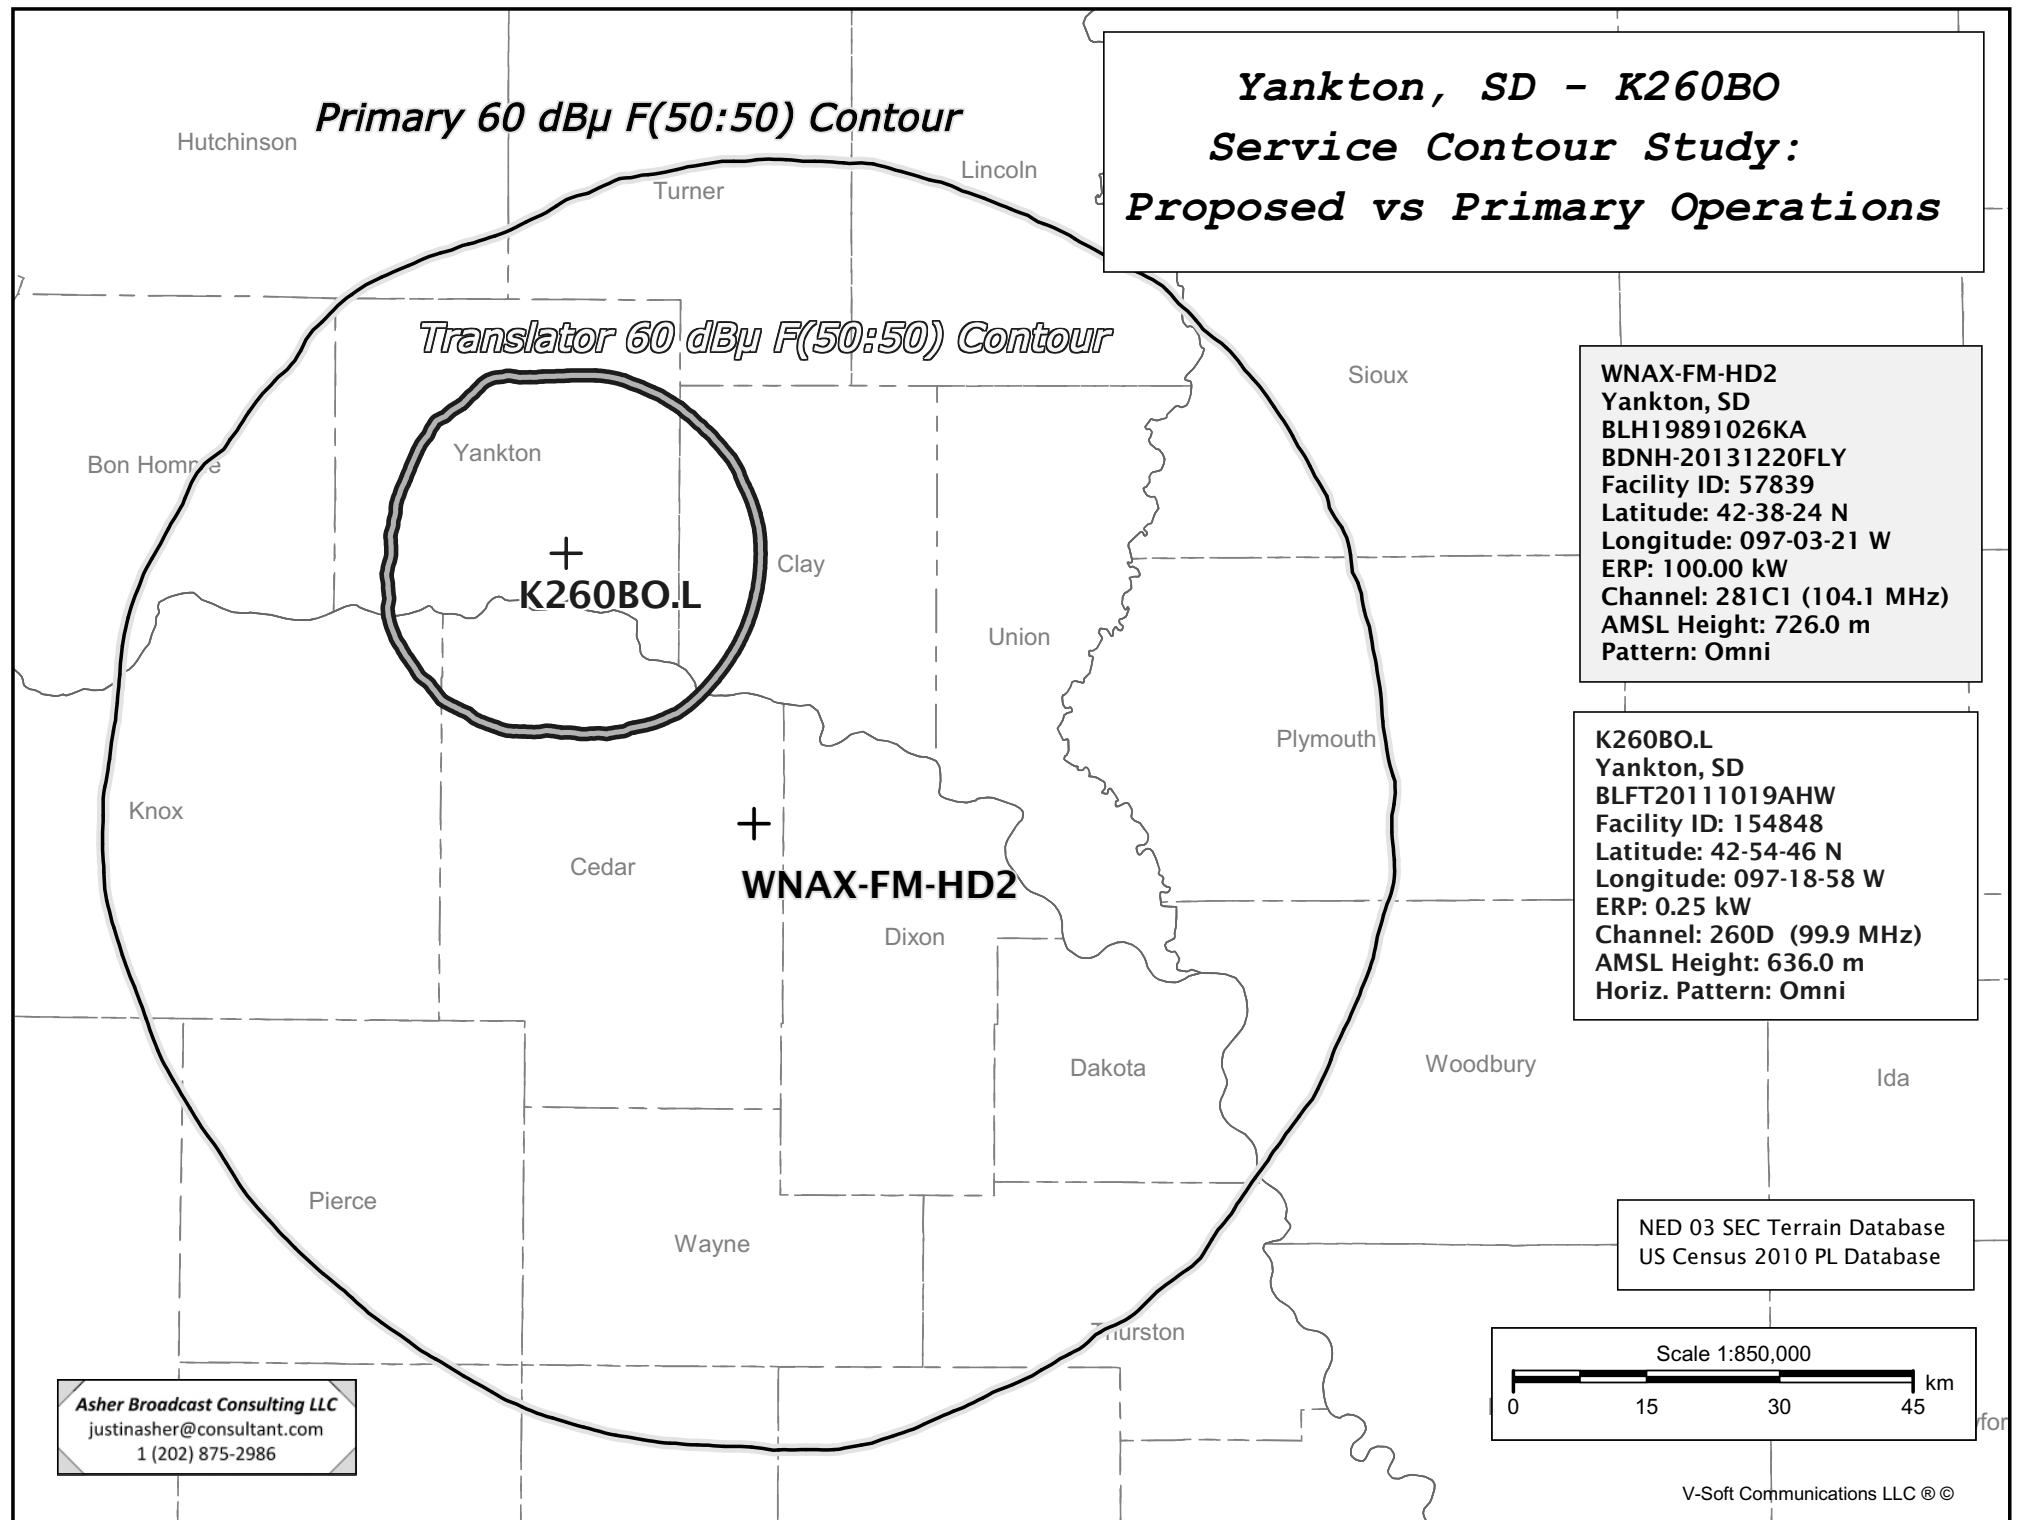 Yankton, SD - K260BO
Service Contour Study:
Proposed vs Primary Operations
Primary 60 dBµ F(50:50) Contour
Hutchinson
Lincoln
Turner
Translator 60 dBµ F(50:50) Contour
Sioux
Yankton
Bon Homme
K260BO.L
Clay
Union
Plymouth
Knox
Cedar
WNAX-FM-HD2
Dixon
Dakota
Woodbury
Ida
Pierce
Wayne
Thurston
WNAX-FM-HD2
Yankton, SD
BLH19891026KA
BDNH-20131220FLY
Facility ID: 57839
Latitude: 42-38-24 N
Longitude: 097-03-21 W
ERP: 100.00 kW
Channel: 281C1 (104.1 MHz)
AMSL Height: 726.0 m
Pattern: Omni
K260BO.L
Yankton, SD
BLFT20111019AHW
Facility ID: 154848
Latitude: 42-54-46 N
Longitude: 097-18-58 W
ERP: 0.25 kW
Channel: 260D (99.9 MHz)
AMSL Height: 636.0 m
Horiz. Pattern: Omni
NED 03 SEC Terrain Database
US Census 2010 PL Database
Scale 1:850,000
km
0 15 30 45
Asher Broadcast Consulting LLC
justinasher@consultant.com
1 (202) 875-2986
V-Soft Communications LLC ® ©